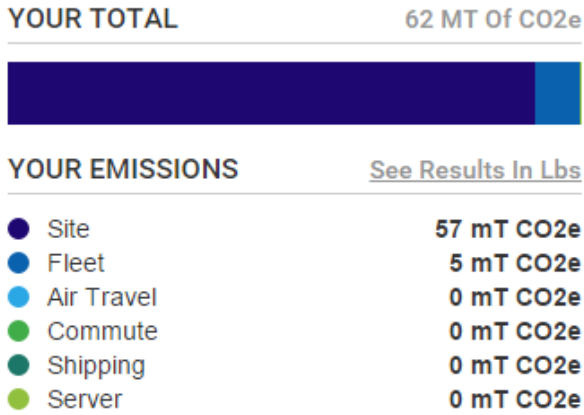 YOUR TOTAL 62 MT Of CO2e
YOUR EMISSIONS See Results In Lbs
Site 57 mT CO2e
Fleet 5 mT CO2e
Air Travel 0 mT CO2e
Commute 0 mT CO2e
Shipping 0 mT CO2e
Server 0 mT CO2e